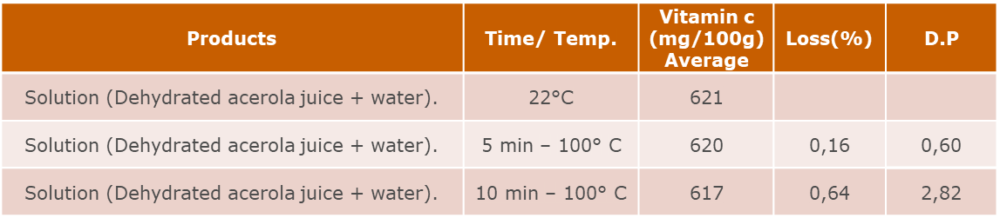 Products Time/ Temp. Vitamin c (mg/100g) Average Loss(%) D.P
Solution (Dehydrated acerola juice + water). 22°C 621
Solution (Dehydrated acerola juice + water). 5 min – 100° C 620 0,16 0,60
Solution (Dehydrated acerola juice + water). 10 min – 100° C 617 0,64 2,82